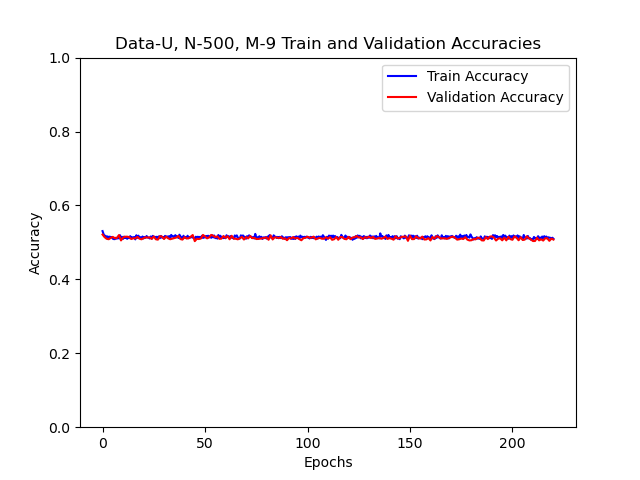 Data-U, N-500, M-9 Train and Validation Accuracies
1.0
Train Accuracy
Validation Accuracy
0.8
0.6
Accuracy
0.4
0.2
0.0
0 50 100 150 200
Epochs